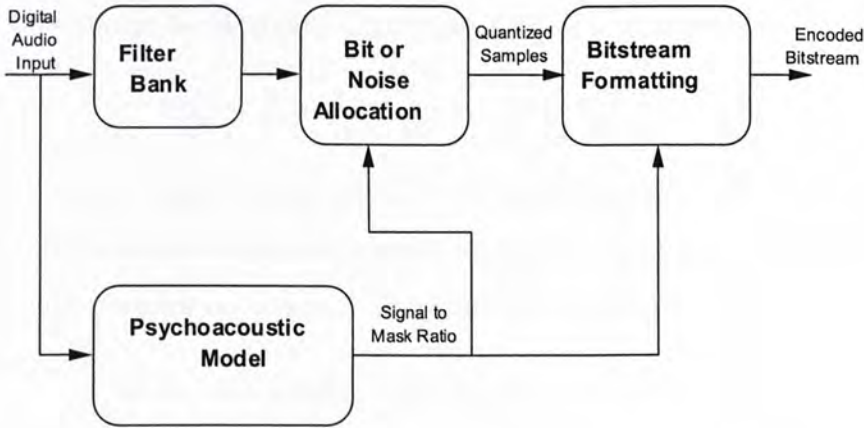 Digital
Audio
Input
Filter
Bank
Bit or
Noise
Allocation
Quantized
Samples
Bitstream
Formatting
Encoded
Bitstream
Psychoacoustic
Model
Signal to
Mask Ratio